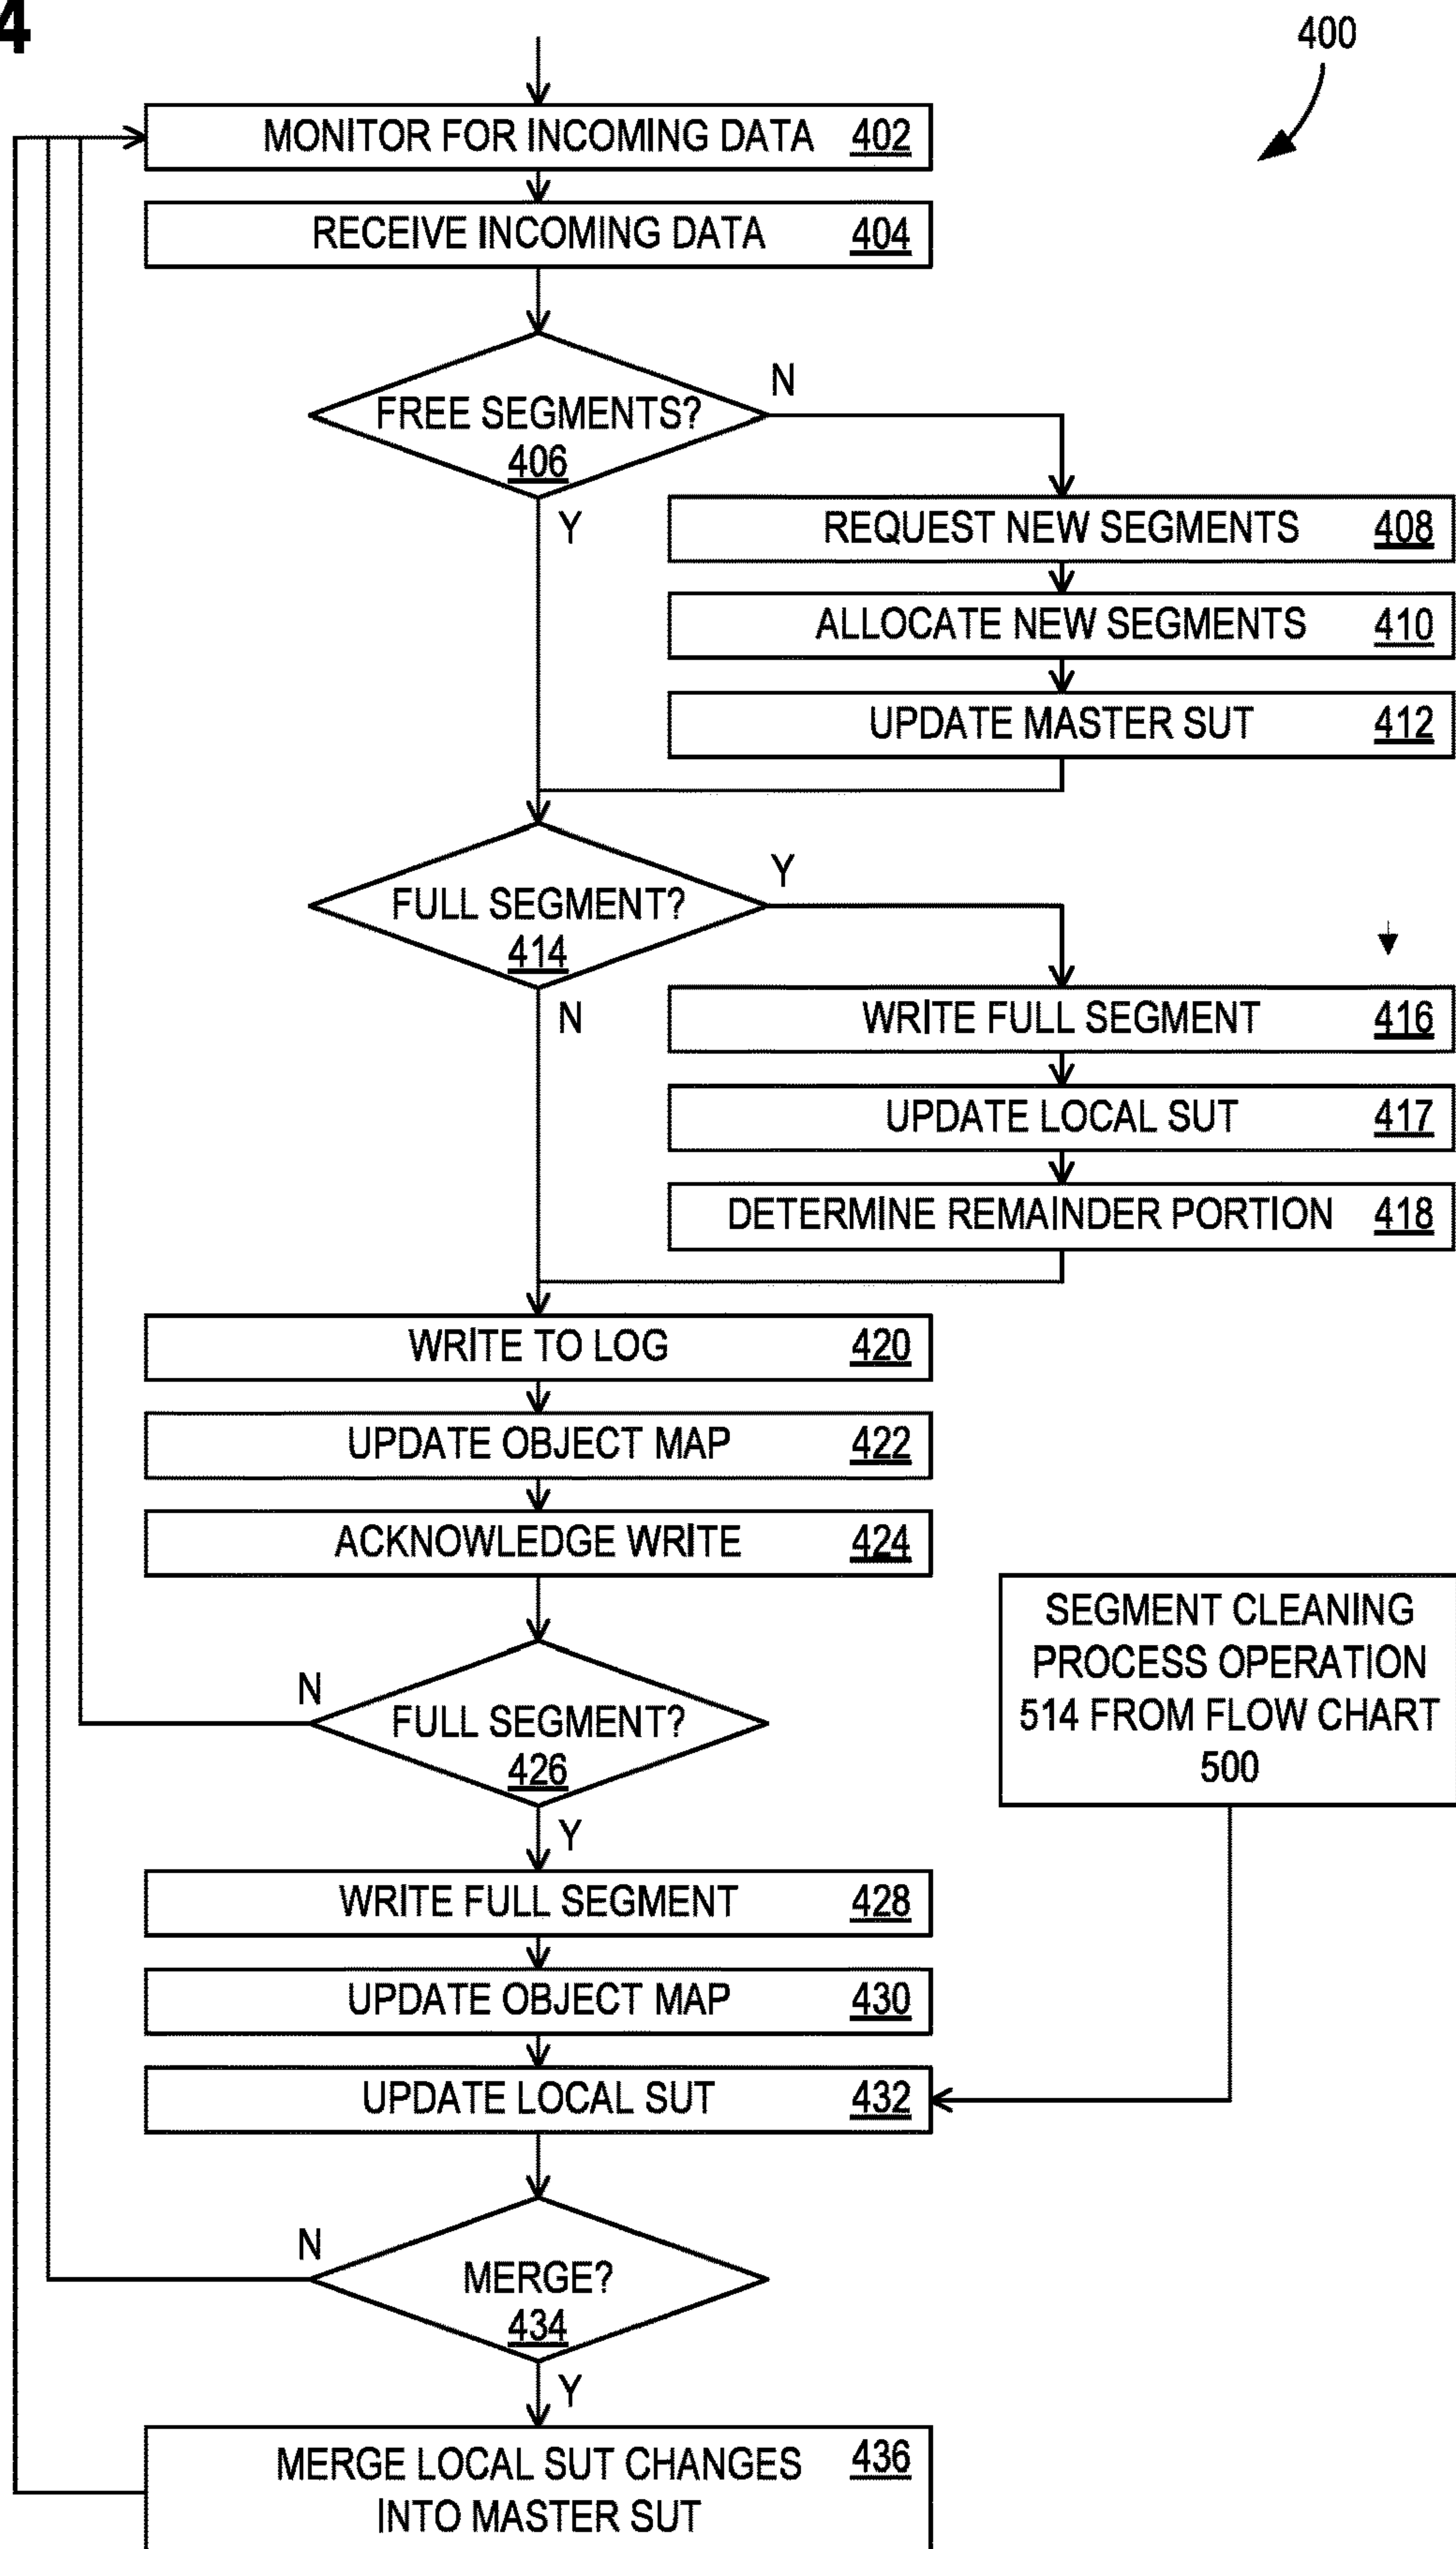 4
400
MONITOR FOR INCOMING DATA 402
RECEIVE INCOMING DATA 404
N
FREE SEGMENTS?
406
Y
REQUEST NEW SEGMENTS 408
ALLOCATE NEW SEGMENTS 410
UPDATE MASTER SUT 412
Y
FULL SEGMENT?
414
N
WRITE FULL SEGMENT 416
UPDATE LOCAL SUT 417
DETERMINE REMAINDER PORTION 418
WRITE TO LOG 420
UPDATE OBJECT MAP 422
ACKNOWLEDGE WRITE 424
SEGMENT CLEANING
PROCESS OPERATION
514 FROM FLOW CHART
500
N
FULL SEGMENT?
426
Y
WRITE FULL SEGMENT 428
UPDATE OBJECT MAP 430
UPDATE LOCAL SUT 432
N
MERGE?
434
Y
MERGE LOCAL SUT CHANGES 436
INTO MASTER SUT